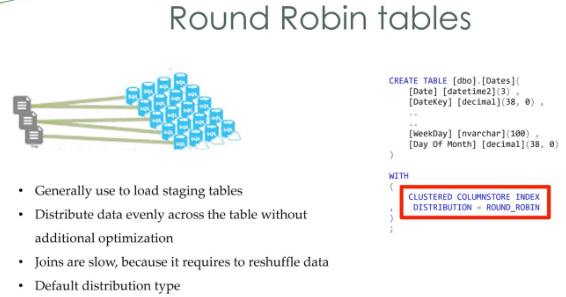 Round Robin tables
CREATE TABLE [dbo].[Dates](
[Date] [datetime2](3) ,
[DateKey] [decimal](38, 0) ,
..
..
[WeekDay] [nvarchar](100) ,
[Day Of Month] [decimal](38, 0)
)
WITH
(
CLUSTERED COLUMNSTORE INDEX
, DISTRIBUTION = ROUND_ROBIN
)
;
• Generally use to load staging tables
• Distribute data evenly across the table without
additional optimization
• Joins are slow, because it requires to reshuffle data
• Default distribution type